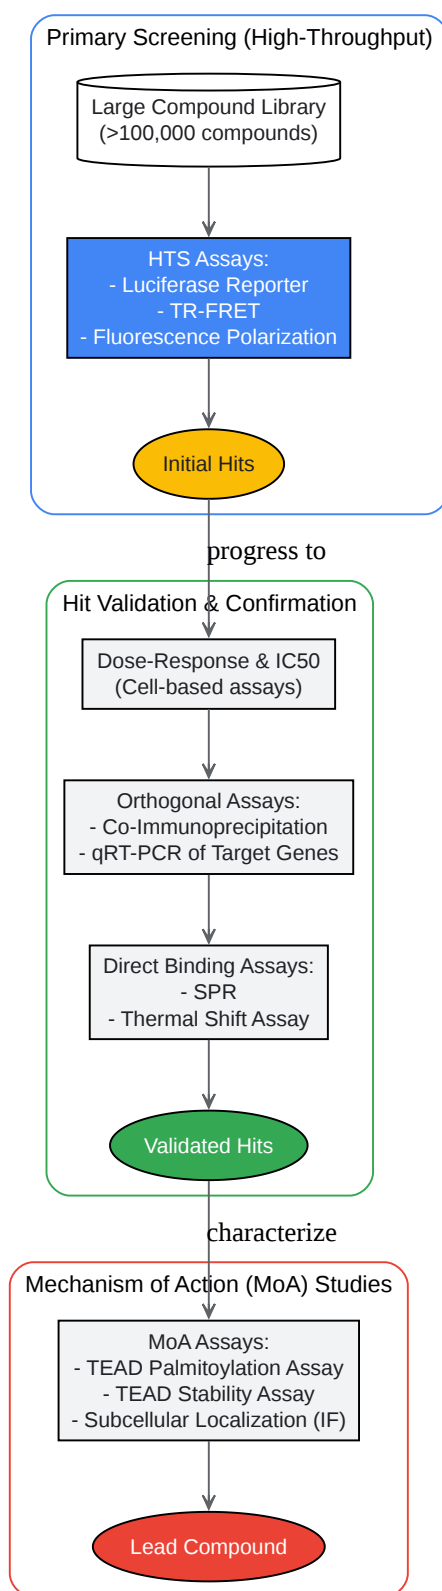 Primary Screening (High-Throughput)
Large Compound Library
(>100,000 compounds)
HTS Assays:
- Luciferase Reporter
- TR-FRET
- Fluorescence Polarization
Initial Hits
progress to
Hit Validation & Confirmation
Dose-Response & IC50
(Cell-based assays)
Orthogonal Assays:
- Co-Immunoprecipitation
- qRT-PCR of Target Genes
Direct Binding Assays:
- SPR
- Thermal Shift Assay
Validated Hits
characterize
Mechanism of Action (MoA) Studies
MoA Assays:
- TEAD Palmitoylation Assay
- TEAD Stability Assay
- Subcellular Localization (IF)
Lead Compound